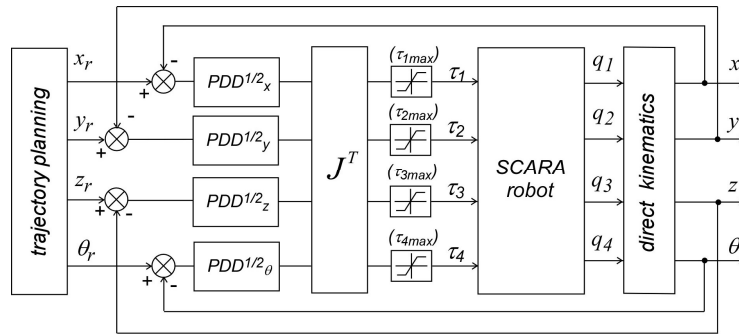 trajectory planning
x_r
y_r
z_r
θ_r
-
+
-
+
+
-
+
-
PDD^{1/2}_x
PDD^{1/2}_y
PDD^{1/2}_z
PDD^{1/2}_θ
J^T
(τ_{1max})
(τ_{2max})
(τ_{3max})
(τ_{4max})
τ_1
τ_2
τ_3
τ_4
SCARA
robot
q_1
q_2
q_3
q_4
direct kinematics
x
y
z
θ